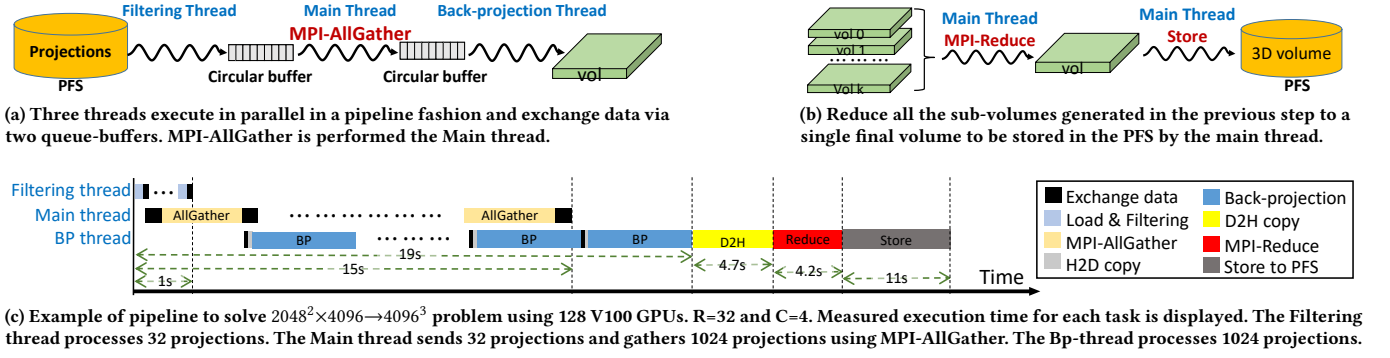 Filtering Thread
Main Thread
Back-projection Thread
MPI-AllGather
Projections
PFS
Circular buffer
Circular buffer
vol
(a) Three threads execute in parallel in a pipeline fashion and exchange data via
two queue-buffers. MPI-AllGather is performed the Main thread.
vol 0
vol 1
......
Vol k
Main Thread
MPI-Reduce
vol
Main Thread
Store
3D volume
PFS
(b) Reduce all the sub-volumes generated in the previous step to a
single final volume to be stored in the PFS by the main thread.
Filtering thread
Main thread AllGather AllGather
BP thread BP BP BP D2H Reduce Store
19s
15s
1s
4.7s
4.2s
11s
Time
Exchange data
Load & Filtering
MPI-AllGather
H2D copy
Back-projection
D2H copy
MPI-Reduce
Store to PFS
(c) Example of pipeline to solve 2048²×4096→4096³ problem using 128 V100 GPUs. R=32 and C=4. Measured execution time for each task is displayed. The Filtering
thread processes 32 projections. The Main thread sends 32 projections and gathers 1024 projections using MPI-AllGather. The Bp-thread processes 1024 projections.